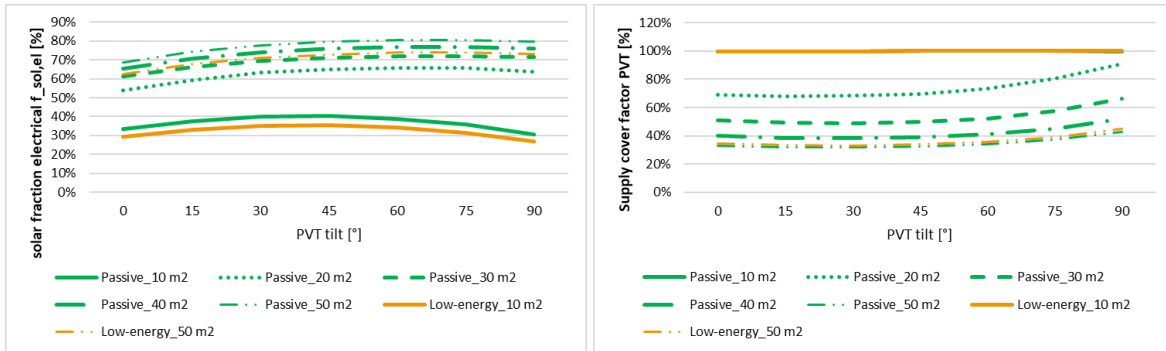 solar fraction electrical f_sol,el [%]
90%
80%
70%
60%
50%
40%
30%
20%
10%
0%
0 15 30 45 60 75 90
PVT tilt [°]
Passive_10 m2 Passive_20 m2 Passive_30 m2
Passive_40 m2 Passive_50 m2 Low-energy_10 m2
Low-energy_50 m2
Supply cover factor PVT [%]
120%
100%
80%
60%
40%
20%
0%
0 15 30 45 60 75 90
PVT tilt [°]
Passive_10 m2 Passive_20 m2 Passive_30 m2
Passive_40 m2 Passive_50 m2 Low-energy_10 m2
Low-energy_50 m2